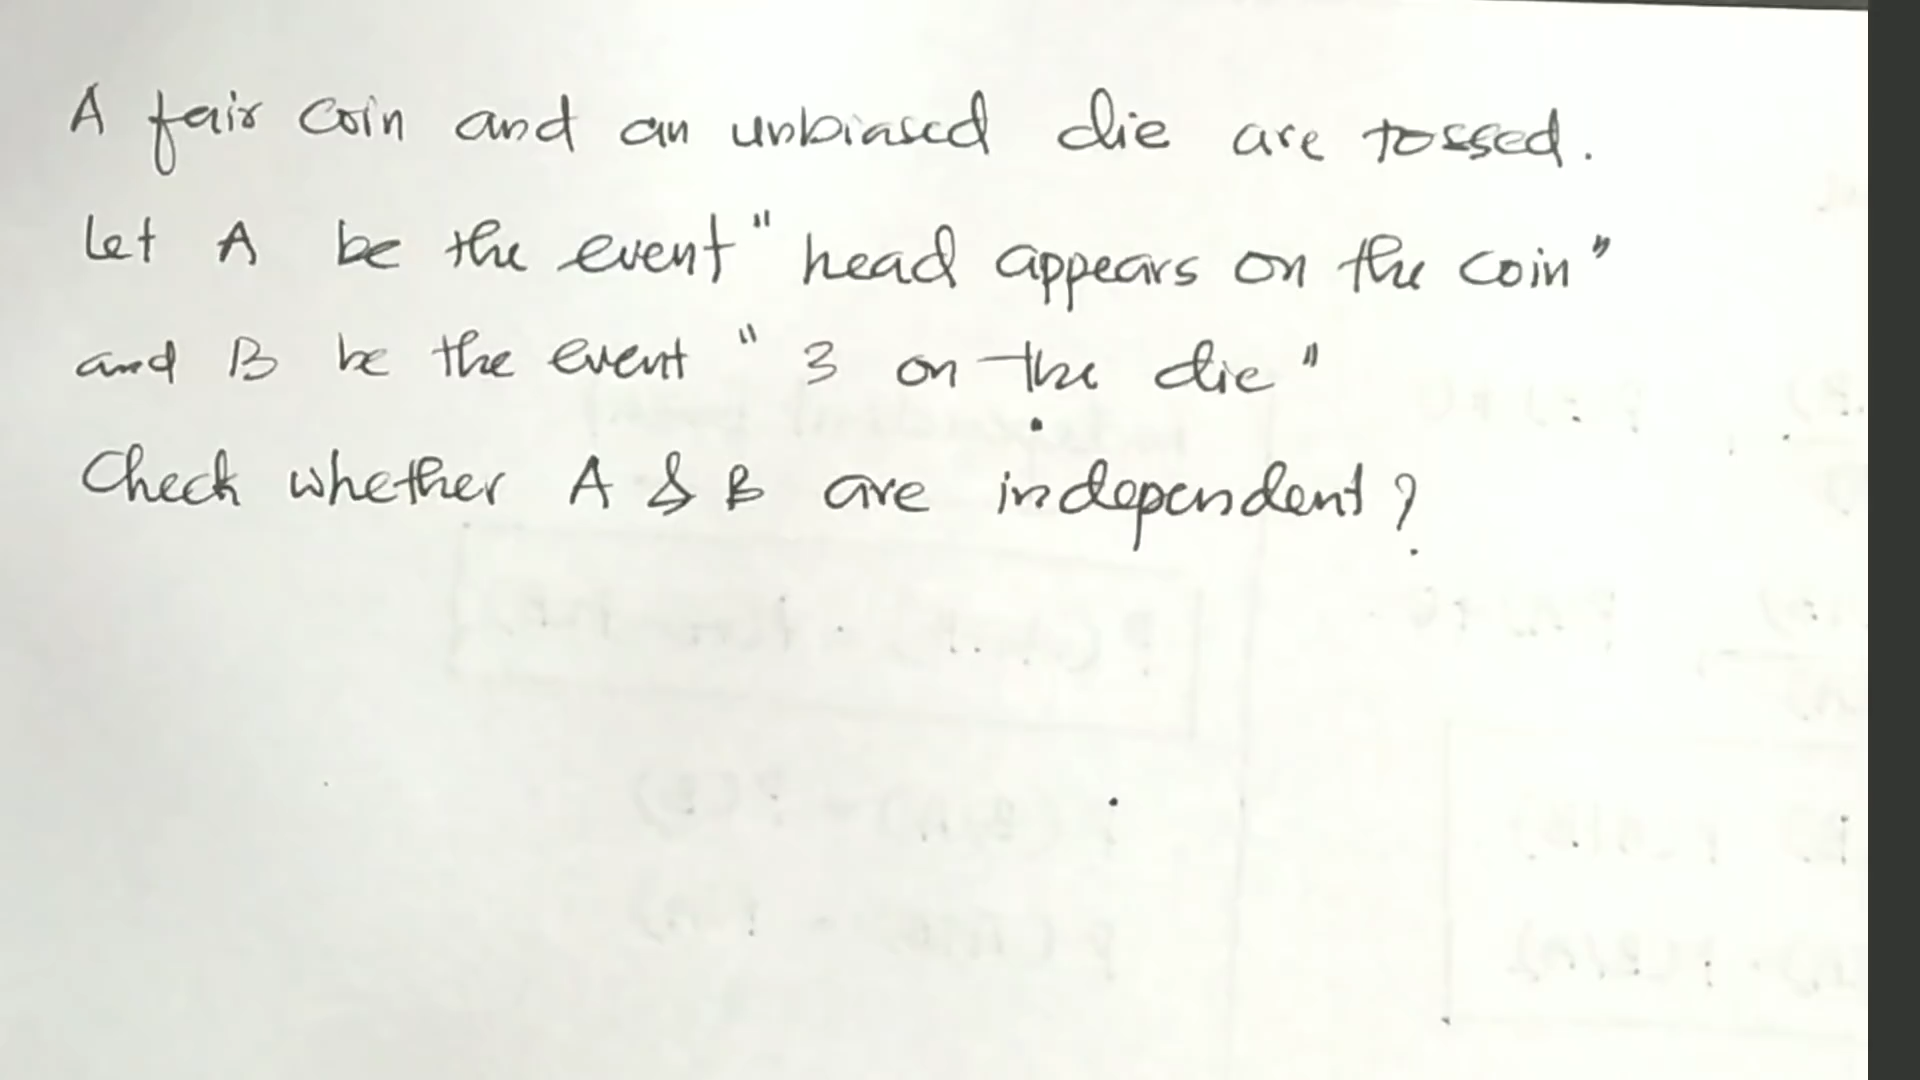 A fair coin and an unbiased die are tossed.
Let A be the event "head appears on the coin"
and B be the event "3 on the die"
Check whether A & B are independent?